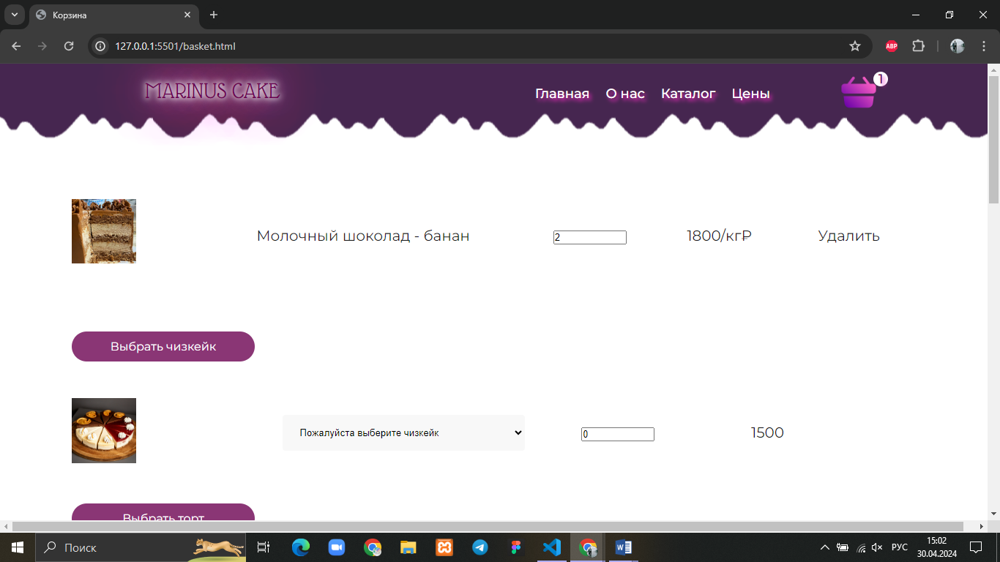 Корзина
127.0.0.1:5501/basket.html
ABP
MARINUS CAKE
Главная О нас Каталог Цены
1
Молочный шоколад - банан 2 1800/кг₽ Удалить
Выбрать чизкейк
Пожалуйста выберите чизкейк 0 1500
Выбрать торт
Поиск
РУС
15:02
30.04.2024